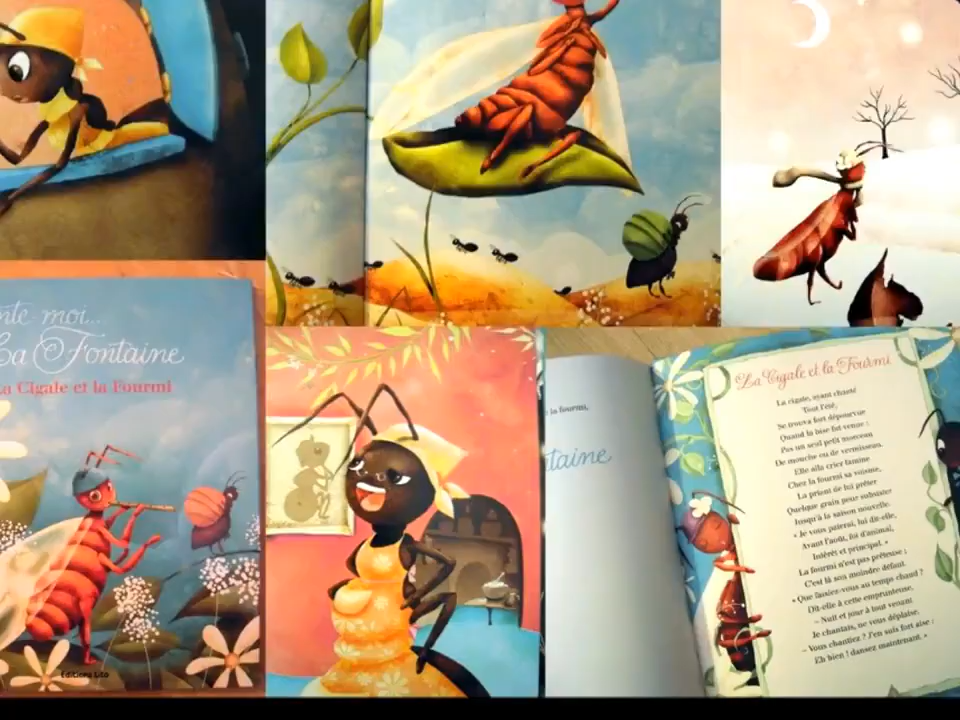 nte-moi...
La Fontaine
La Cigale et la Fourmi
Editions Lito
la fourmi,
ntaine
La Cigale et la Fourmi
La cigale, ayant chanté
Tout l'été,
Se trouva fort dépourvue
Quand la bise fut venue :
Pas un seul petit morceau
De mouche ou de vermisseau.
Elle alla crier famine
Chez la fourmi sa voisine,
La priant de lui prêter
Quelque grain pour subsister
Jusqu'à la saison nouvelle.
« Je vous paierai, lui dit-elle,
Avant l'août, foi d'animal,
Intérêt et principal. »
La fourmi n'est pas prêteuse ;
C'est là son moindre défaut.
« Que faisiez-vous au temps chaud ?
Dit-elle à cette emprunteuse.
– Nuit et jour à tout venant
Je chantais, ne vous déplaise.
– Vous chantiez ? J'en suis fort aise :
Eh bien ! dansez maintenant. »